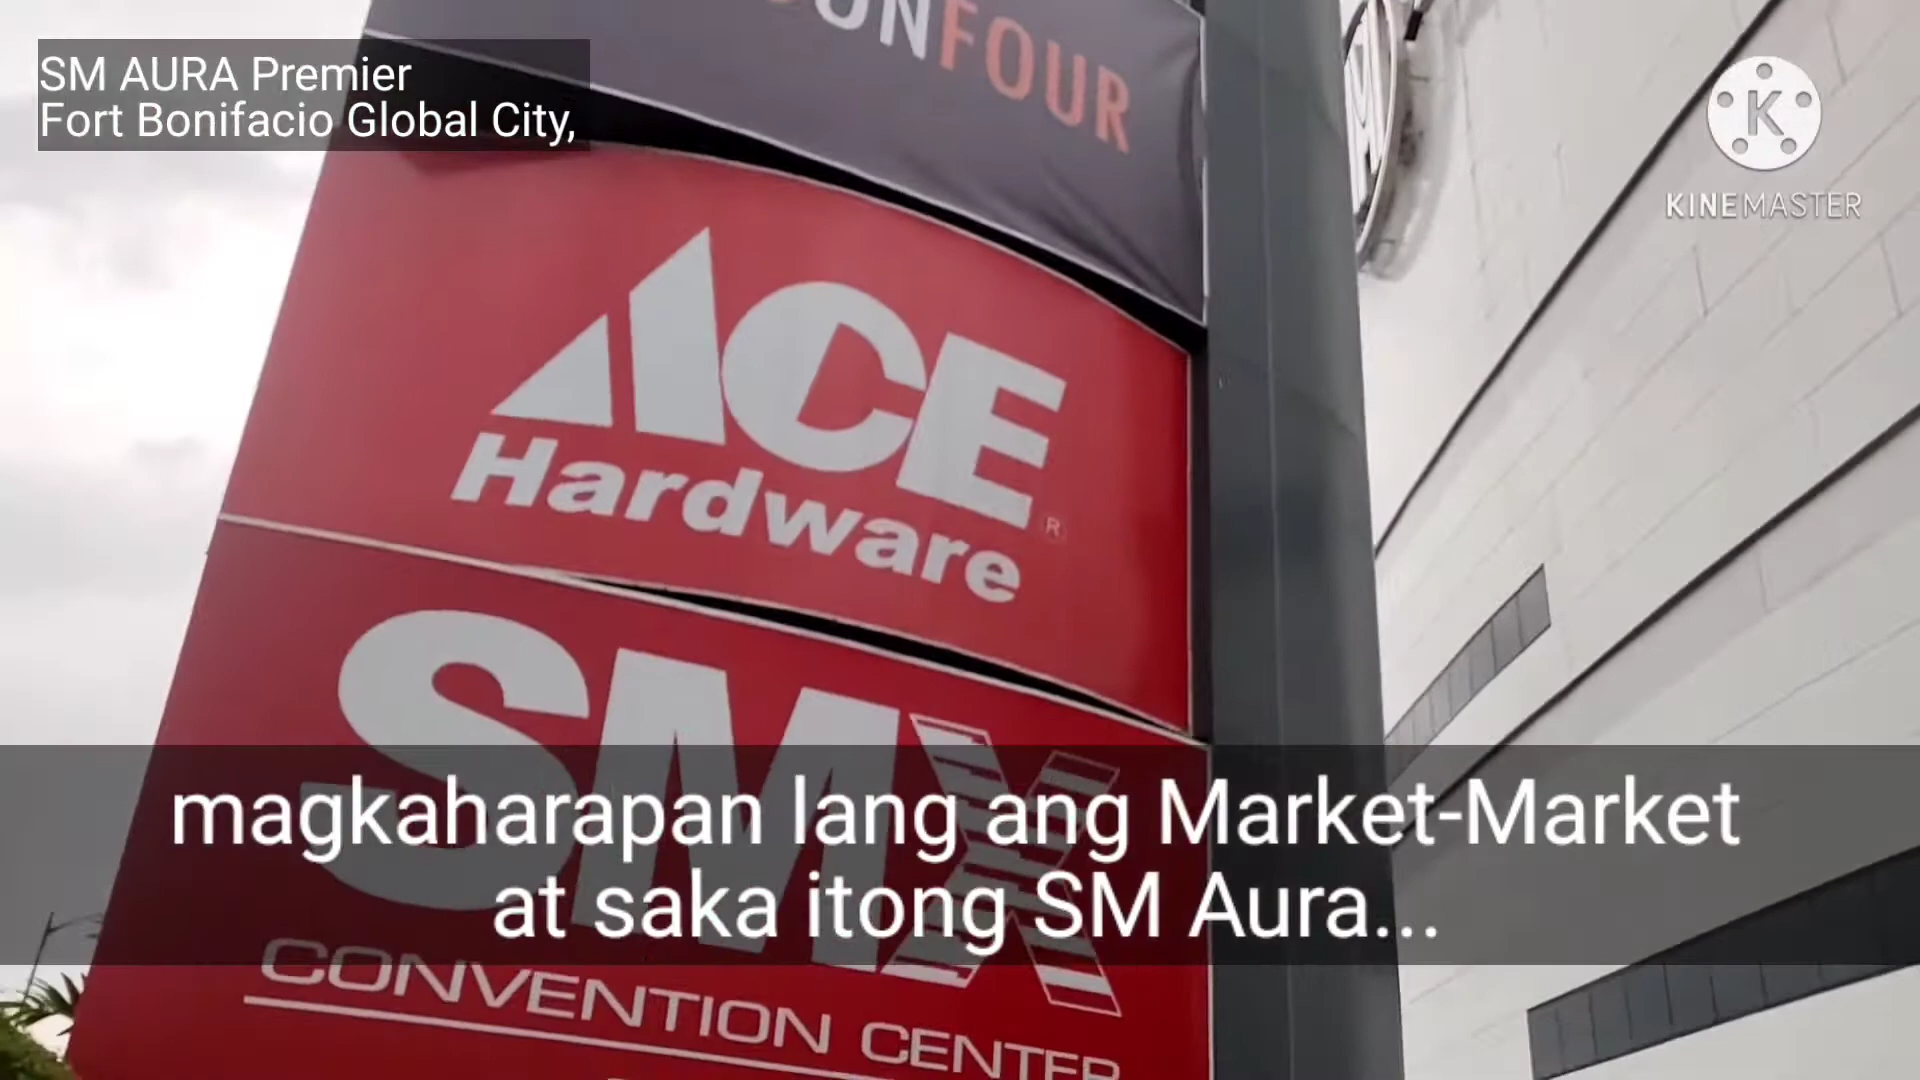 SM AURA Premier
Fort Bonifacio Global City,
FOUR
K
KINEMASTER
ACE
Hardware
®
SMX
CONVENTION CENTER
magkaharapan lang ang Market-Market
at saka itong SM Aura...